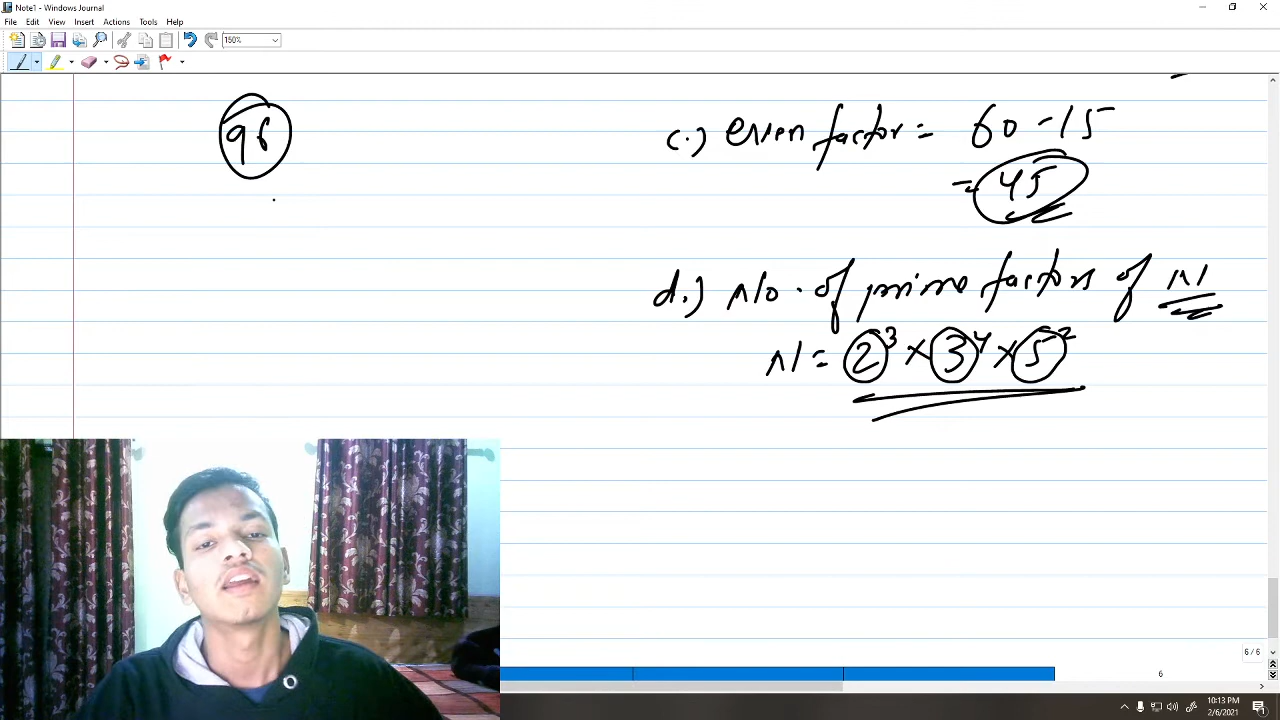 Note1 - Windows Journal
File Edit View Insert Actions Tools Help
150%
96
c.) even factor = 60 - 15
= 45
d.) No. of prime factors of N
N = 2³ × 3⁴ × 5²
6 / 6
6
10:13 PM
2/6/2021